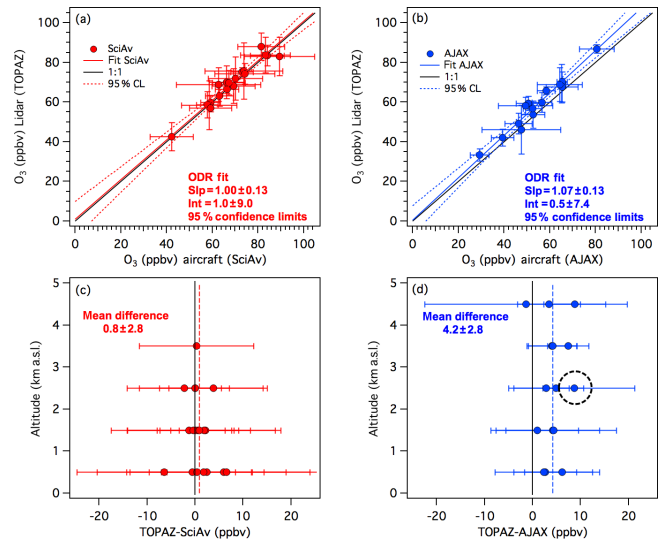 (a)
SciAv
Fit SciAv
1:1
95% CL
ODR fit
Slp=1.00±0.13
Int =1.0±9.0
95% confidence limits
100
80
60
40
20
0
0
20
40
60
80
100
O3 (ppbv) Lidar (TOPAZ)
O3 (ppbv) aircraft (SciAv)
(b)
AJAX
Fit AJAX
1:1
95% CL
ODR fit
Slp=1.07±0.13
Int =0.5±7.4
95% confidence limits
100
80
60
40
20
0
0
20
40
60
80
100
O3 (ppbv) Lidar (TOPAZ)
O3 (ppbv) aircraft (AJAX)
(c)
Mean difference
0.8±2.8
5
4
3
2
1
0
-20
-10
0
10
20
Altitude (km a.s.l.)
TOPAZ-SciAv (ppbv)
(d)
Mean difference
4.2±2.8
5
4
3
2
1
0
-20
-10
0
10
20
Altitude (km a.s.l.)
TOPAZ-AJAX (ppbv)